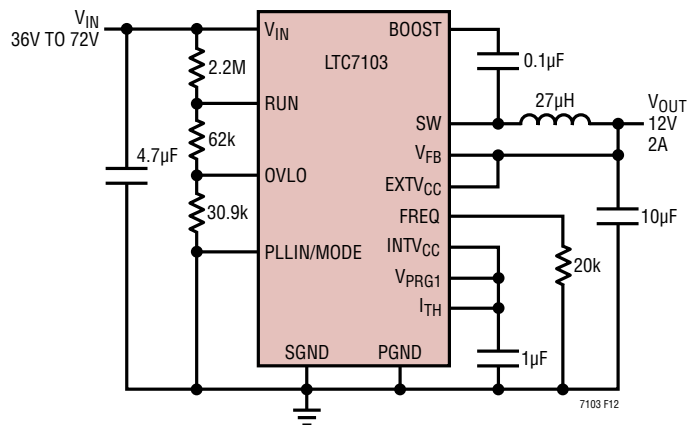 VIN
36V TO 72V
VIN
BOOST
LTC7103
0.1µF
2.2M
RUN
SW
27µH
VOUT
12V
2A
62k
4.7µF
VFB
OVLO
EXTVCC
30.9k
FREQ
10µF
PLLIN/MODE
INTVCC
20k
VPRG1
ITH
SGND
PGND
1µF
7103 F12